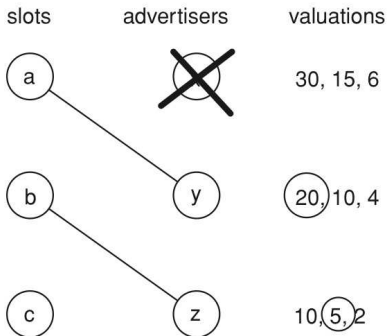 slots advertisers valuations
a 30, 15, 6
b y 20, 10, 4
c z 10, 5, 2